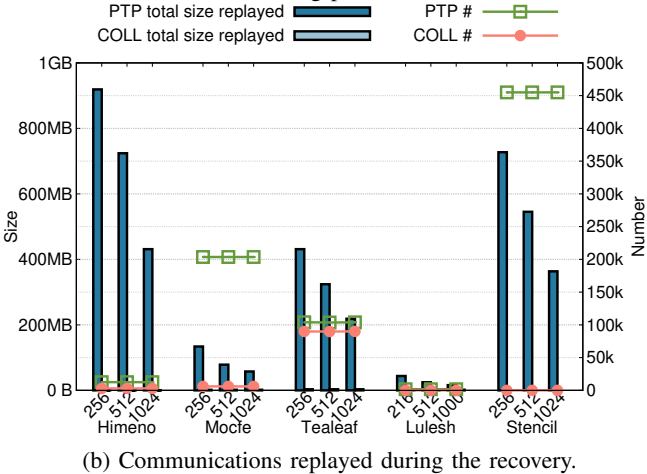 PTP total size replayed
COLL total size replayed
PTP #
COLL #
1GB
800MB
600MB
400MB
200MB
0 B
Size
500k
450k
400k
350k
300k
250k
200k
150k
100k
50k
0
Number
256 512 1024
256 512 1024
256 512 1024
216 512 1000
256 512 1024
Himeno Mocfe Tealeaf Lulesh Stencil
(b) Communications replayed during the recovery.